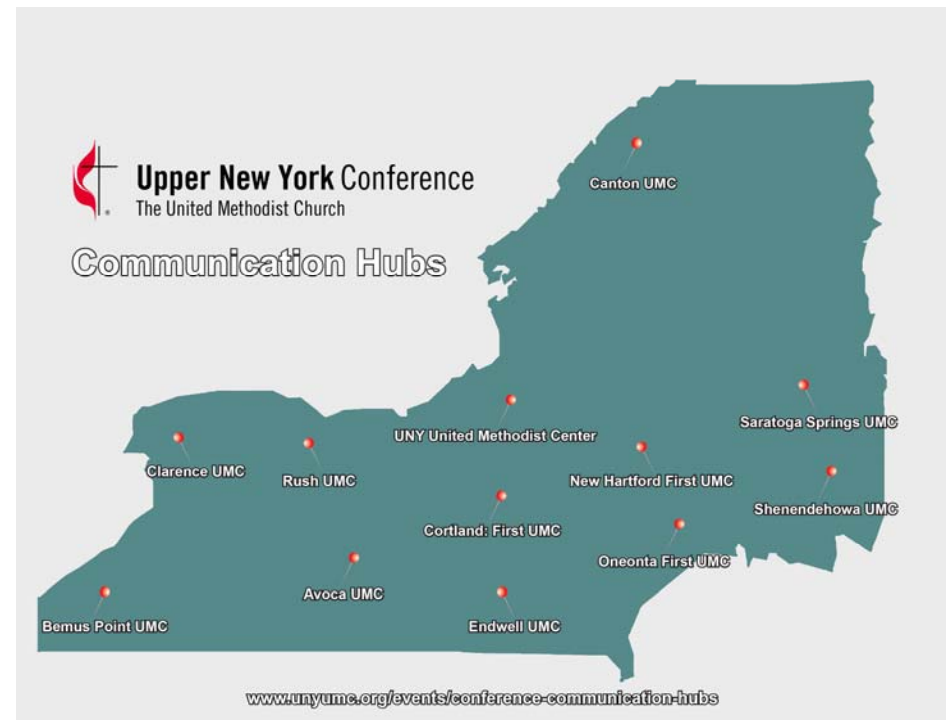 Upper New York Conference
The United Methodist Church
®
Communication Hubs
Canton UMC
Saratoga Springs UMC
UNY United Methodist Center
Clarence UMC
Rush UMC
New Hartford First UMC
Shenendehowa UMC
Cortland: First UMC
Oneonta First UMC
Avoca UMC
Bemus Point UMC
Endwell UMC
www.unyumc.org/events/conference-communication-hubs